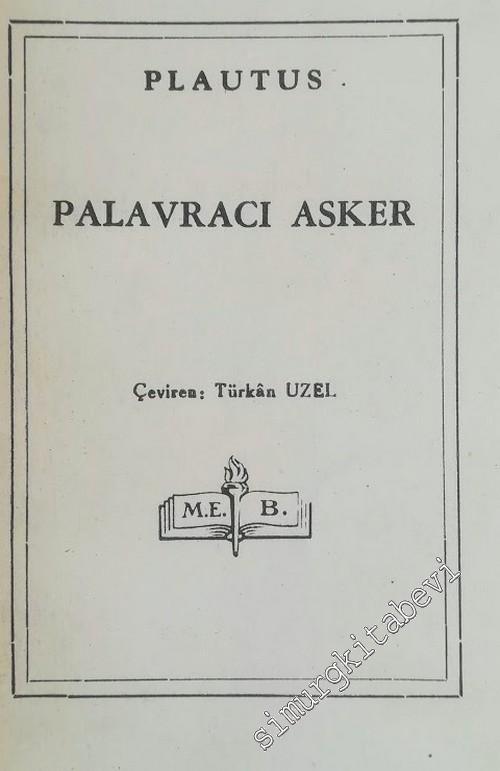 PLAUTUS
PALAVRACI ASKER
Çeviren: Türkân UZEL
M.E. B.
simurgkitabevi